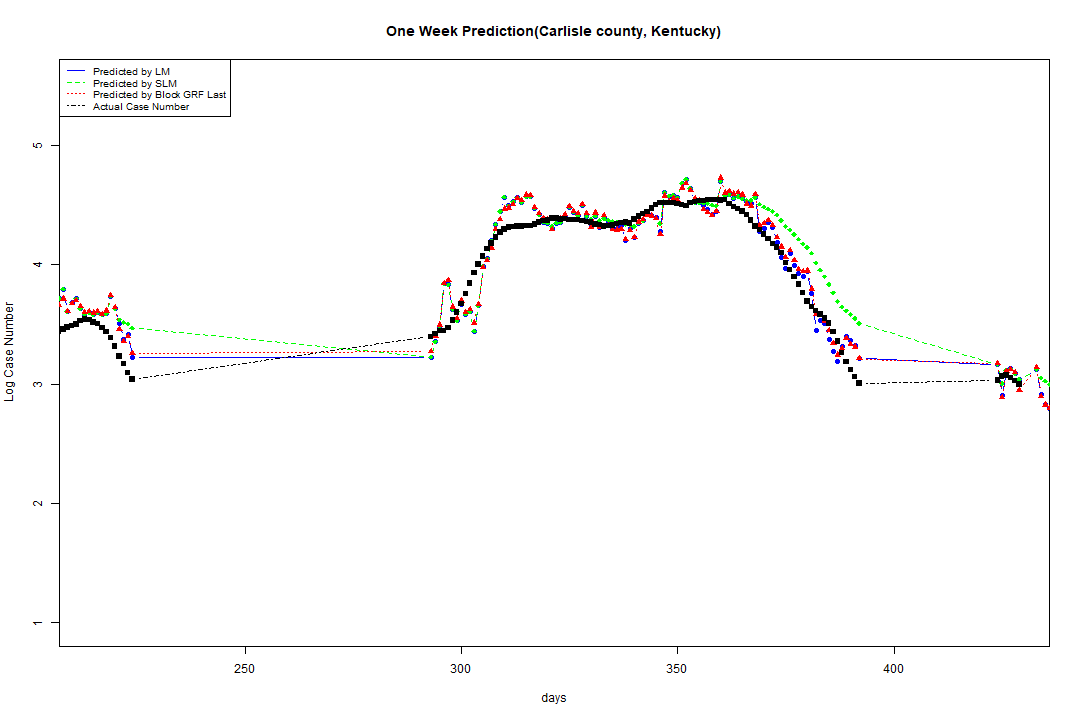 One Week Prediction(Carlisle county, Kentucky)
Predicted by LM
Predicted by SLM
Predicted by Block GRF Last
Actual Case Number
5
4
3
2
1
Log Case Number
250 300 350 400
days